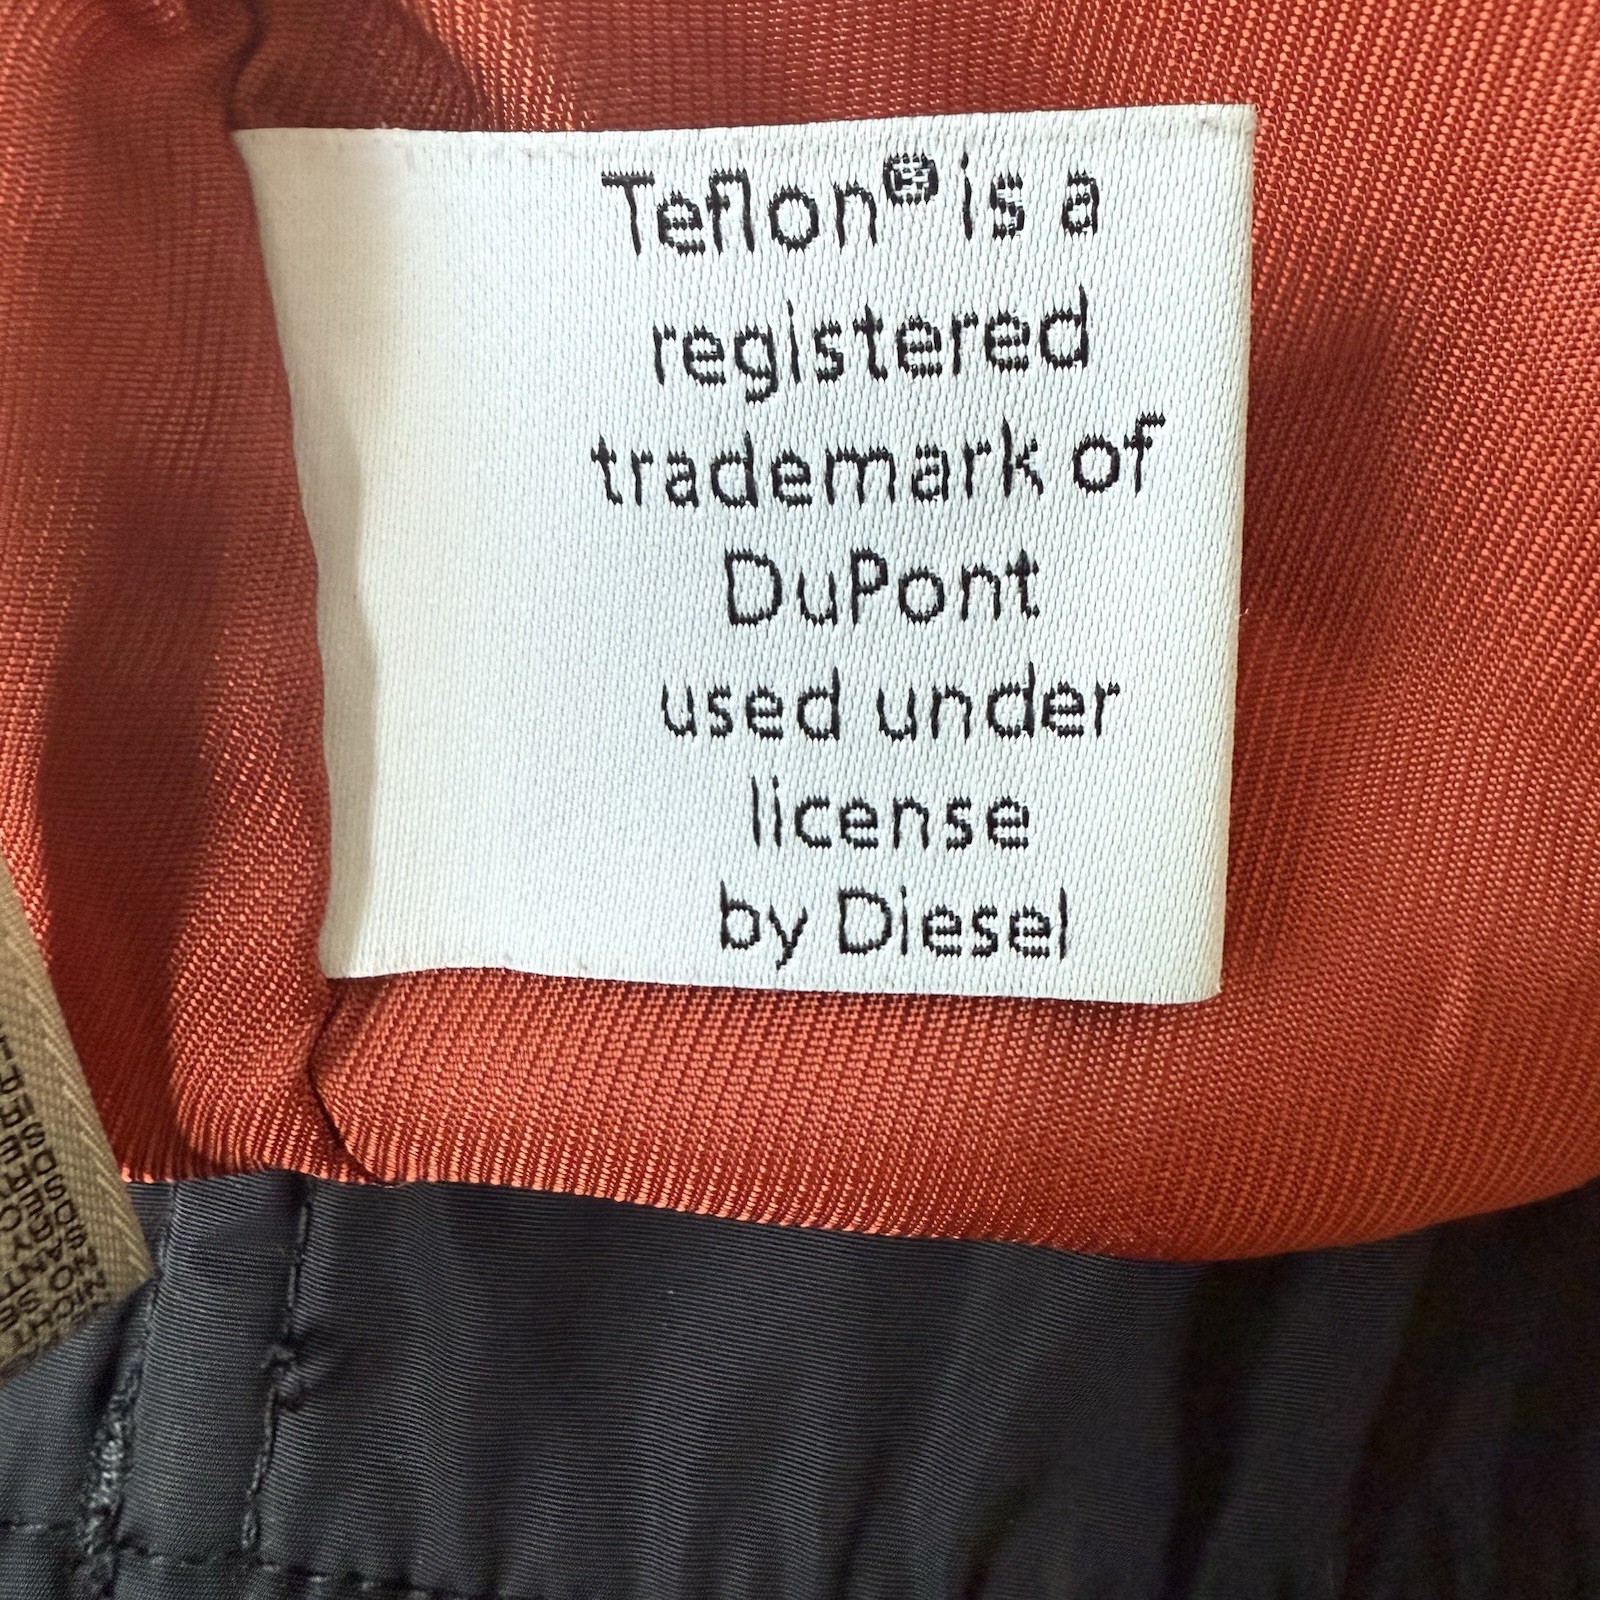 Teflon® is a
registered
trademark of
DuPont
used under
license
by Diesel